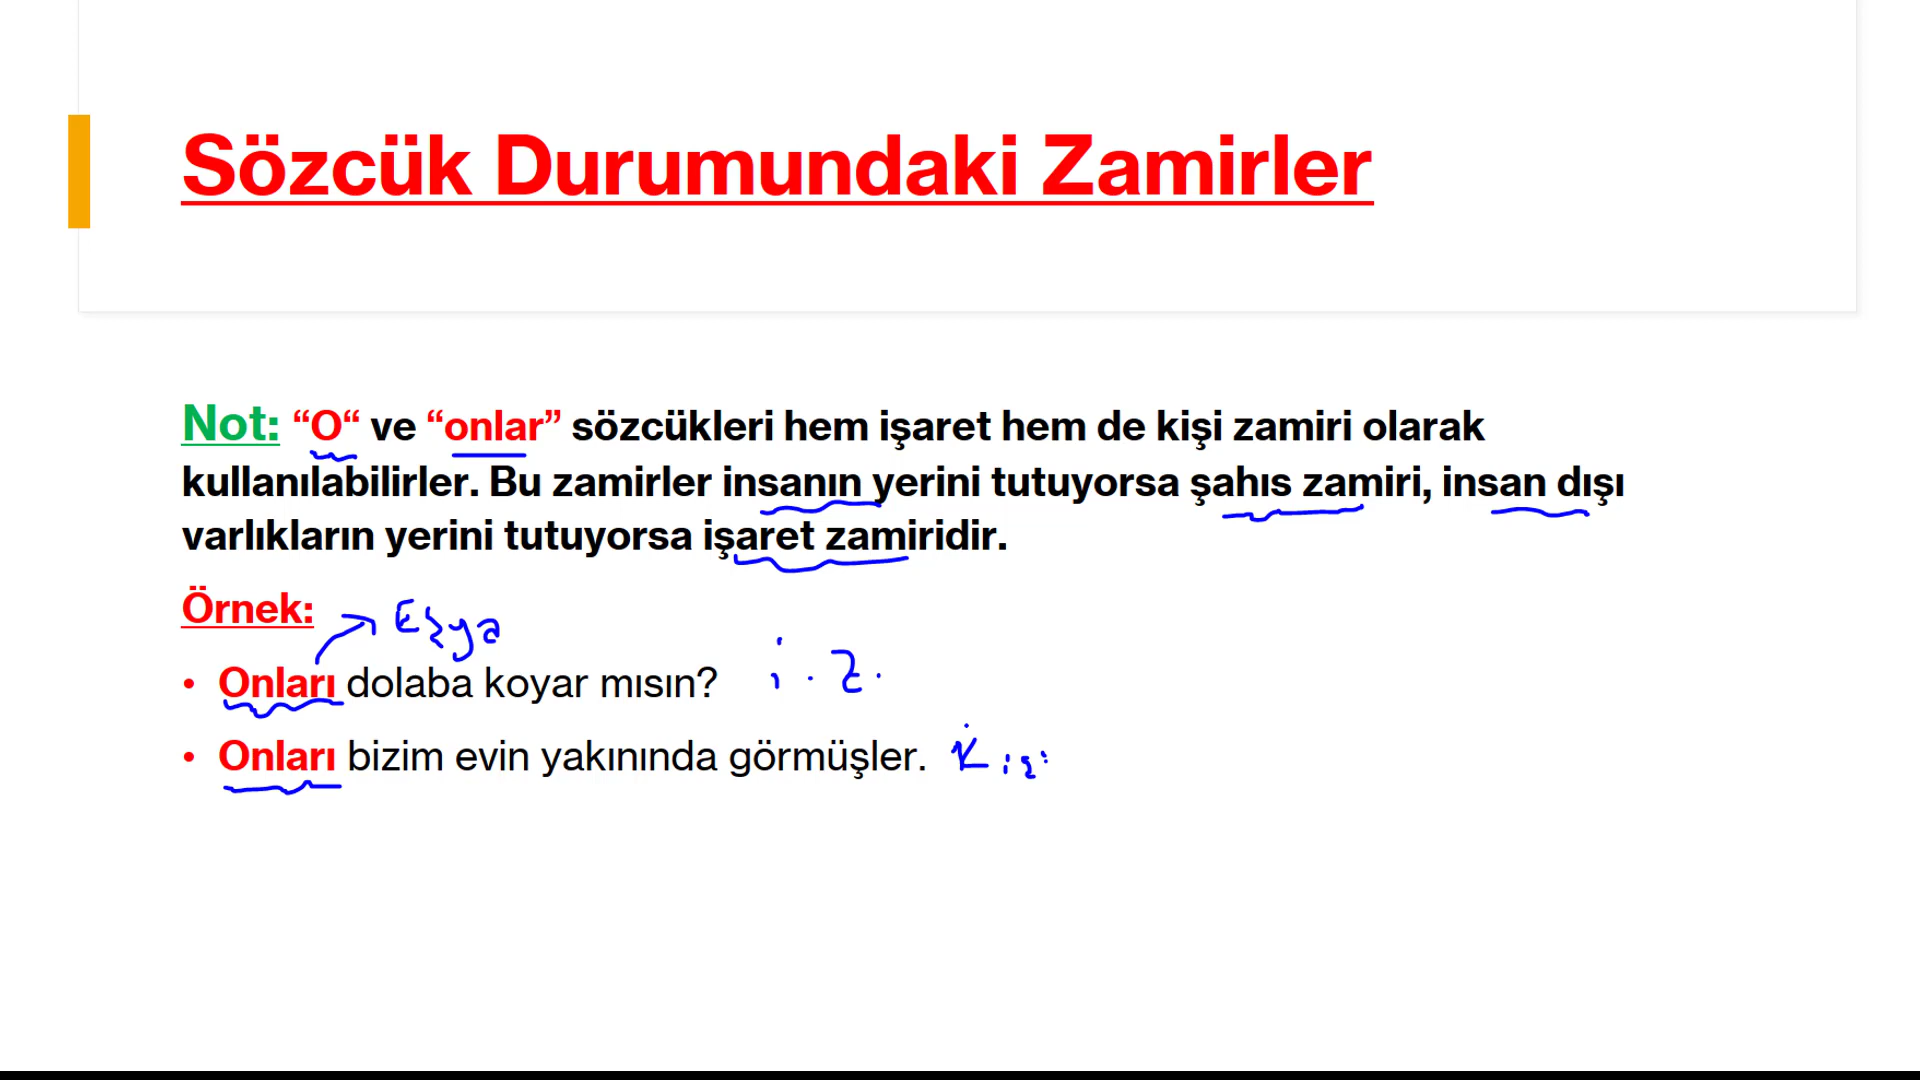 Sözcük Durumundaki Zamirler
Not: “O“ ve “onlar” sözcükleri hem işaret hem de kişi zamiri olarak
kullanılabilirler. Bu zamirler insanın yerini tutuyorsa şahıs zamiri, insan dışı
varlıkların yerini tutuyorsa işaret zamiridir.
Örnek:
Eşya
• Onları dolaba koyar mısın? i. z.
• Onları bizim evin yakınında görmüşler. Kişi